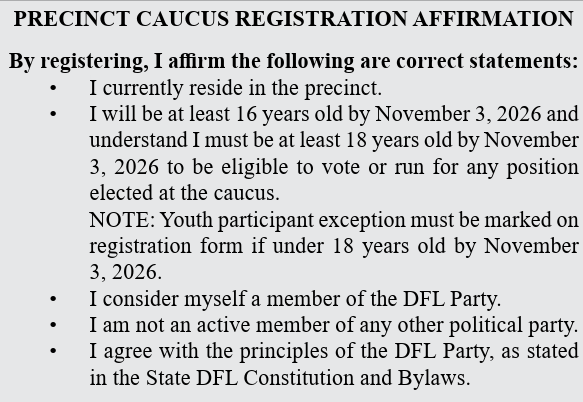 PRECINCT CAUCUS REGISTRATION AFFIRMATION
By registering, I affirm the following are correct statements:
• I currently reside in the precinct.
• I will be at least 16 years old by November 3, 2026 and
understand I must be at least 18 years old by November
3, 2026 to be eligible to vote or run for any position
elected at the caucus.
NOTE: Youth participant exception must be marked on
registration form if under 18 years old by November
3, 2026.
• I consider myself a member of the DFL Party.
• I am not an active member of any other political party.
• I agree with the principles of the DFL Party, as stated
in the State DFL Constitution and Bylaws.